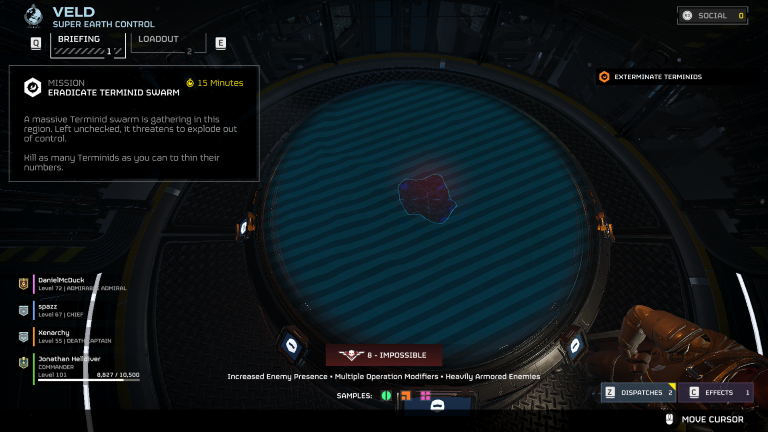 VELD
SUPER EARTH CONTROL
SOCIAL 0
Q
BRIEFING
1
LOADOUT
2
E
MISSION
15 Minutes
ERADICATE TERMINID SWARM
EXTERMINATE TERMINIDS
A massive Terminid swarm is gathering in this
region. Left unchecked, it threatens to explode out
of control.
Kill as many Terminids as you can to thin their
numbers.
DanielMcDuck
Level 72 | ADMIRABLE ADMIRAL
spazz
Level 67 | CHIEF
Xenarchy
Level 55 | DEATH CAPTAIN
Jonathan Helldiver
COMMANDER
Level 101
8,827 / 10,500
8 - IMPOSSIBLE
Increased Enemy Presence • Multiple Operation Modifiers • Heavily Armored Enemies
SAMPLES:
Z DISPATCHES 2
C EFFECTS 1
MOVE CURSOR